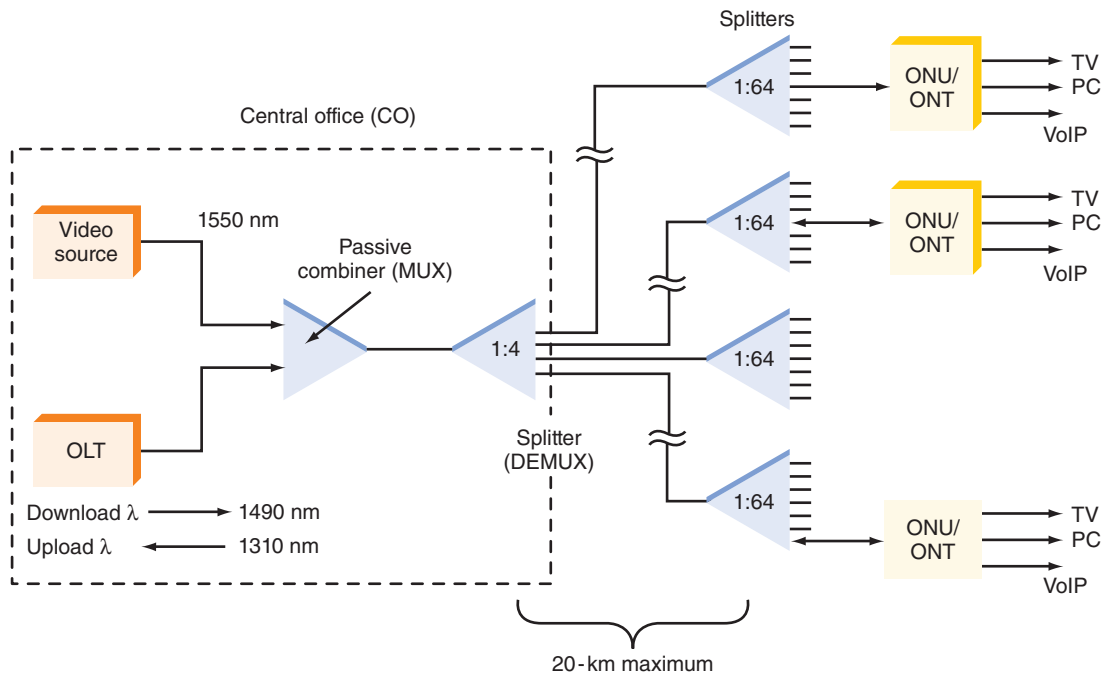 Splitters
1:64
ONU/
ONT
TV
PC
VoIP
Central office (CO)
Video
source
1550 nm
Passive
combiner (MUX)
1:64
ONU/
ONT
TV
PC
VoIP
1:4
1:64
OLT
Splitter
(DEMUX)
1:64
Download λ 1490 nm
Upload λ 1310 nm
ONU/
ONT
TV
PC
VoIP
20-km maximum